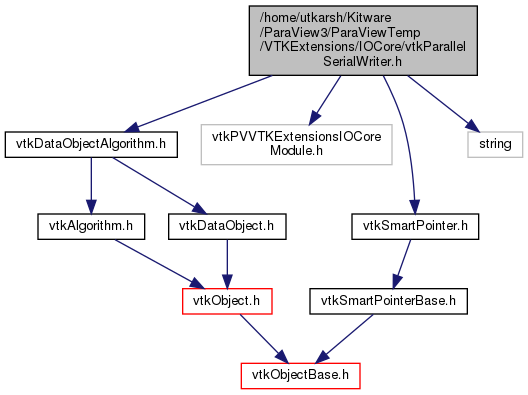 /home/utkarsh/Kitware
/ParaView3/ParaViewTemp
/VTKExtensions/IOCore/vtkParallel
SerialWriter.h
vtkDataObjectAlgorithm.h
vtkPVVTKExtensionsIOCore
Module.h
string
vtkAlgorithm.h
vtkDataObject.h
vtkSmartPointer.h
vtkObject.h
vtkSmartPointerBase.h
vtkObjectBase.h